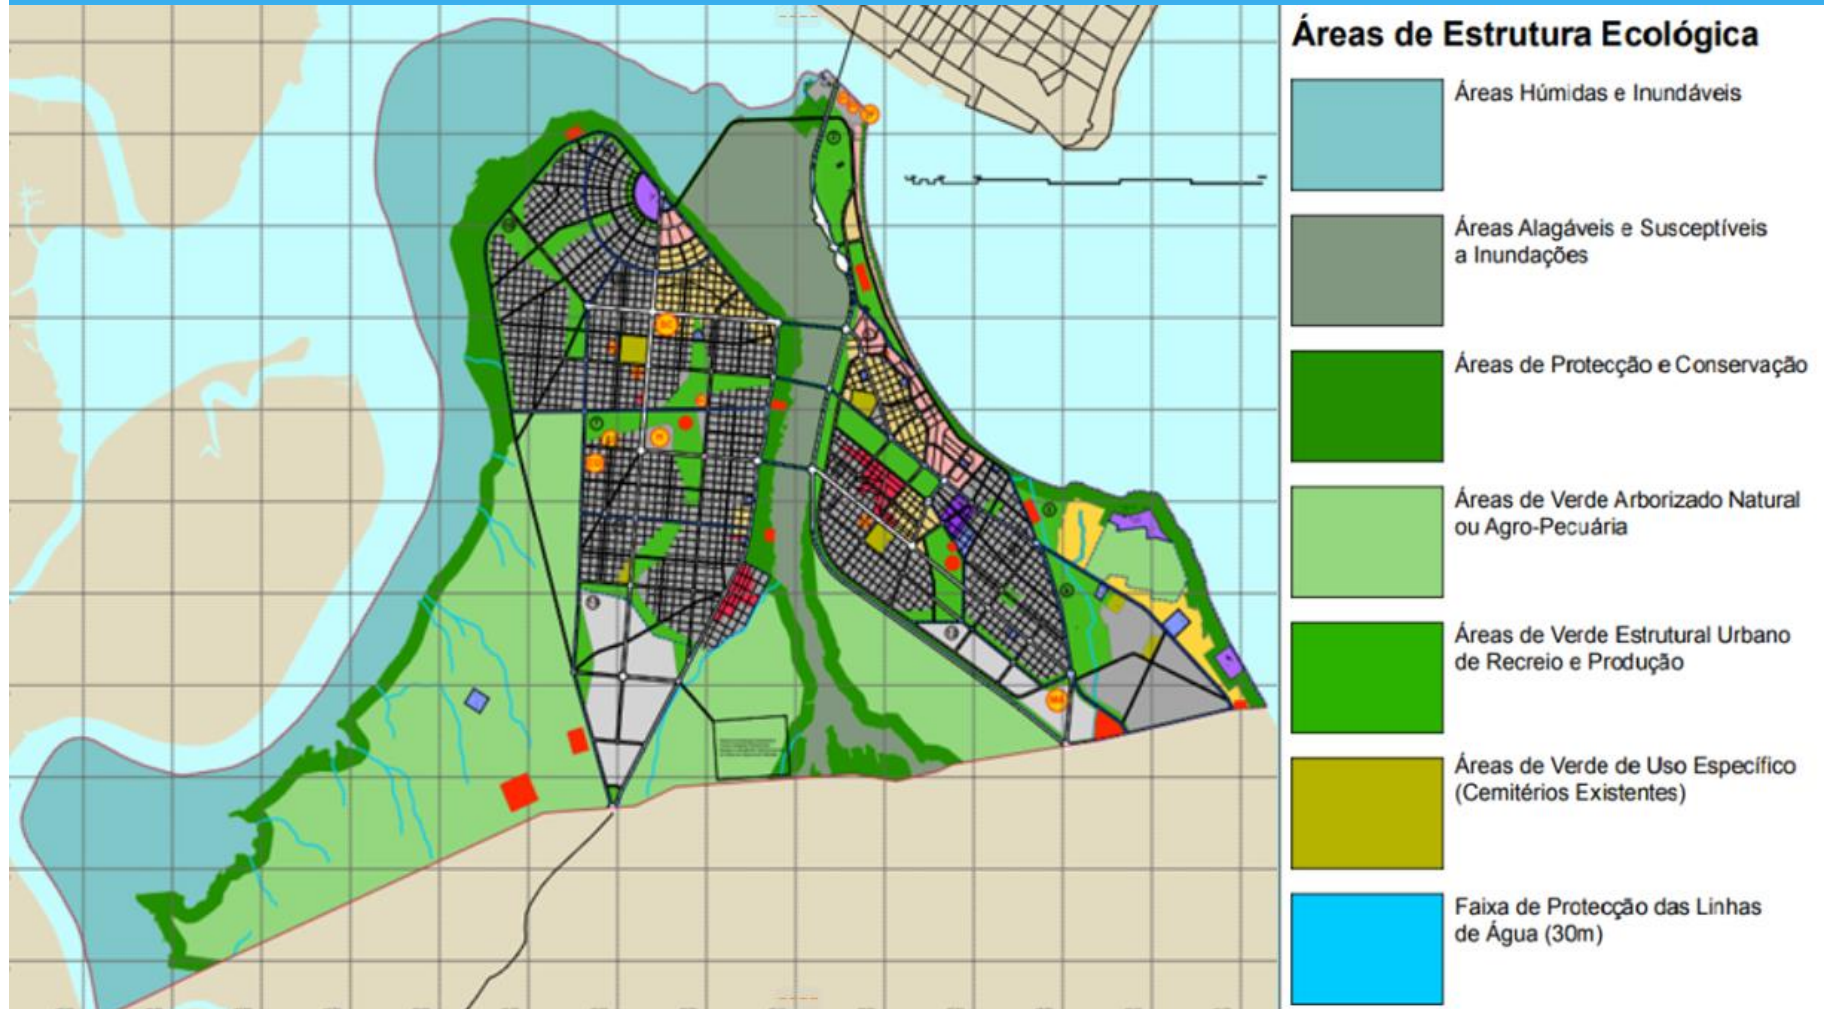 Áreas de Estrutura Ecológica
Áreas Húmidas e Inundáveis
Áreas Alagáveis e Susceptíveis
a Inundações
Áreas de Protecção e Conservação
Áreas de Verde Arborizado Natural
ou Agro-Pecuária
Áreas de Verde Estrutural Urbano
de Recreio e Produção
Áreas de Verde de Uso Específico
(Cemitérios Existentes)
Faixa de Protecção das Linhas
de Água (30m)